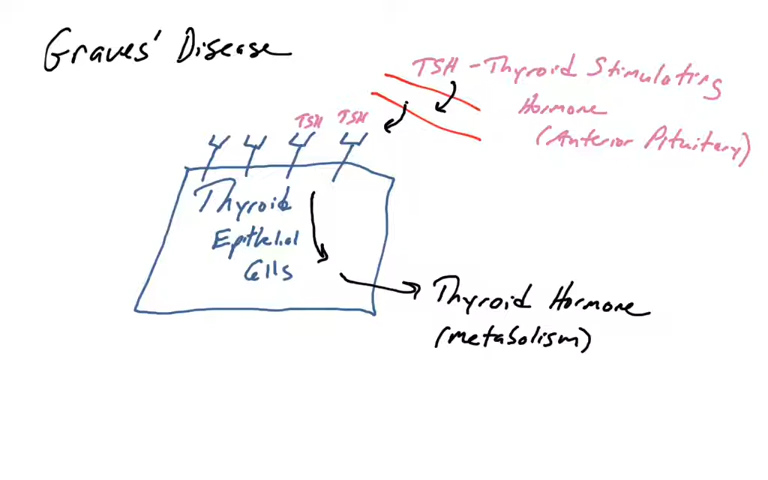 Graves' Disease
TSH - Thyroid Stimulating
Hormone
(Anterior Pituitary)
TSH TSH
Thyroid
Epithelial
Cells
Thyroid Hormone
(metabolism)